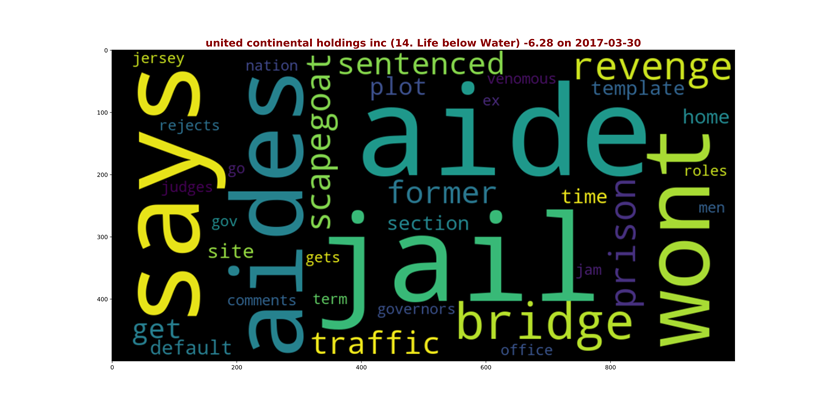 united continental holdings inc (14. Life below Water) -6.28 on 2017-03-30
0
100
200
300
400
0
200
400
600
800
jersey
nation
scapegoat
sentenced
venomous
revenge
says
aides
plot
ex
aide
template
home
rejects
go
wont
roles
judges
former
time
prison
men
gov
section
site
gets
jail
jam
comments
term
governors
get
bridge
default
traffic
office